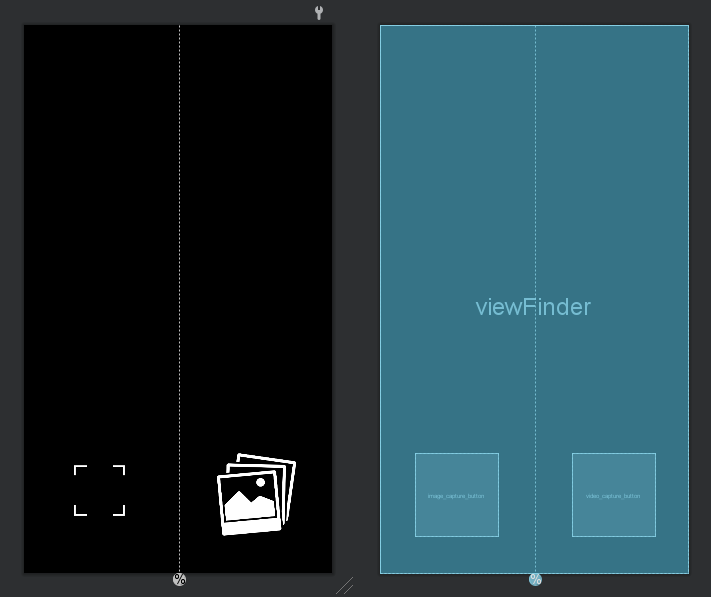 viewFinder
image_capture_button
video_capture_button
%
%